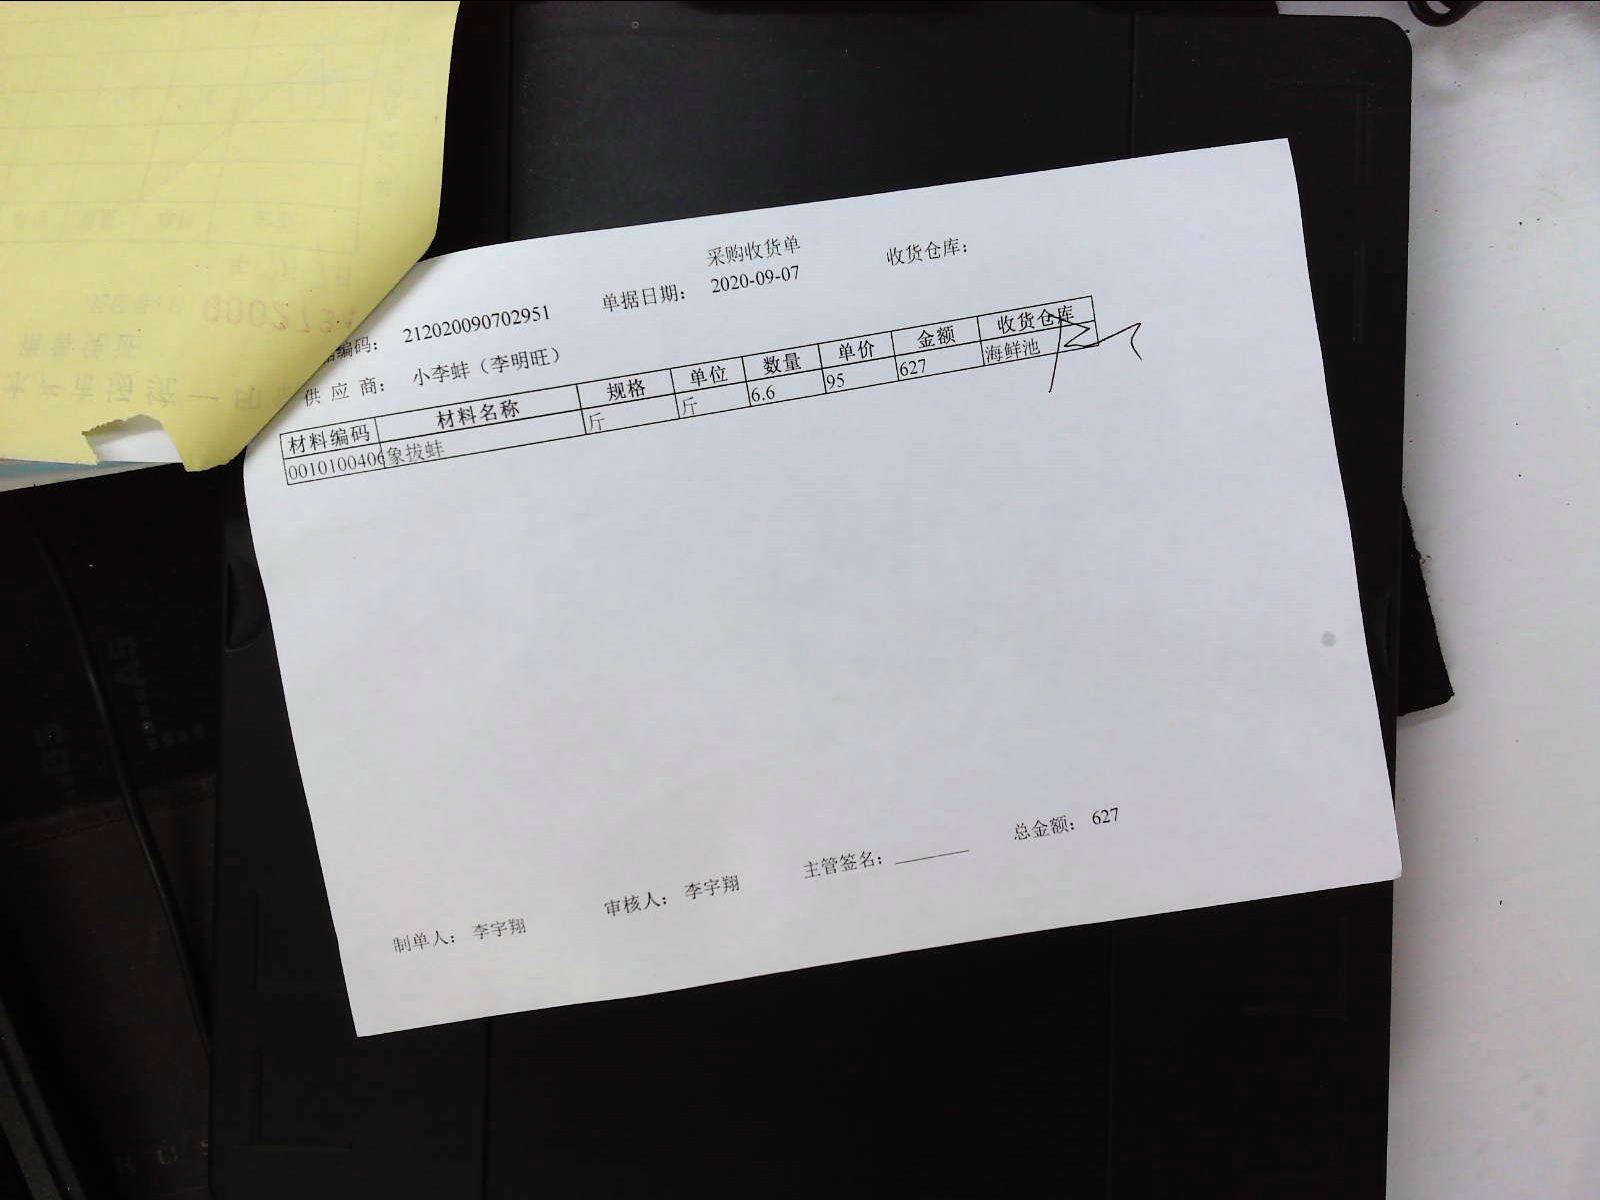 采购收货单
编码： 212020090702951 单据日期： 2020-09-07 收货仓库：
供 应 商： 小李蚌（李明旺）
材料编码 材料名称 规格 单位 数量 单价 金额 收货仓库
0010100406 象拔蚌 斤 斤 6.6 95 627 海鲜池
总金额： 627
制单人： 李宇翔 审核人： 李宇翔 主管签名：